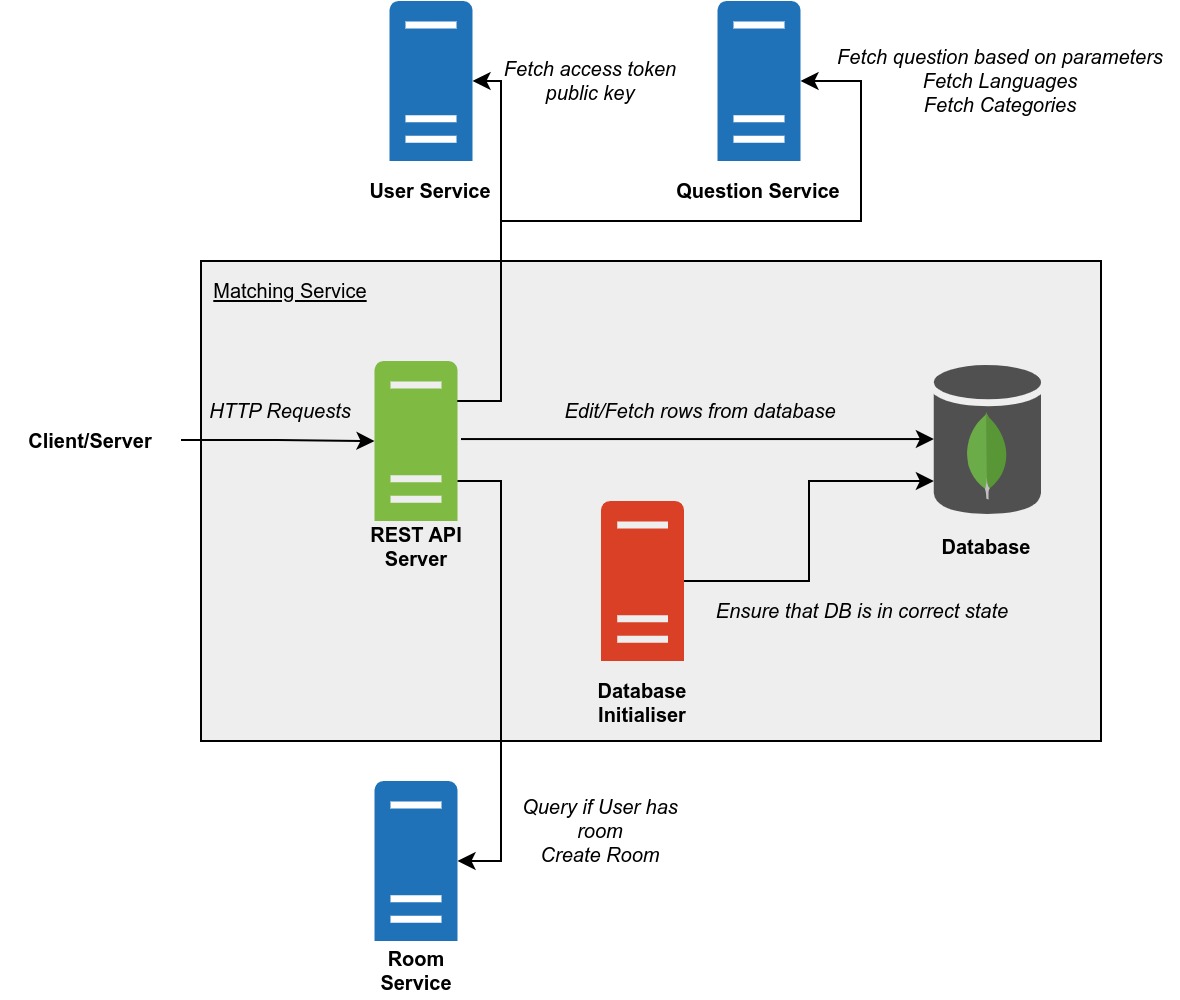 Fetch access token
public key
Fetch question based on parameters
Fetch Languages
Fetch Categories
User Service
Question Service
Matching Service
HTTP Requests
Edit/Fetch rows from database
Client/Server
REST API
Server
Database
Ensure that DB is in correct state
Database
Initialiser
Query if User has
room
Create Room
Room
Service